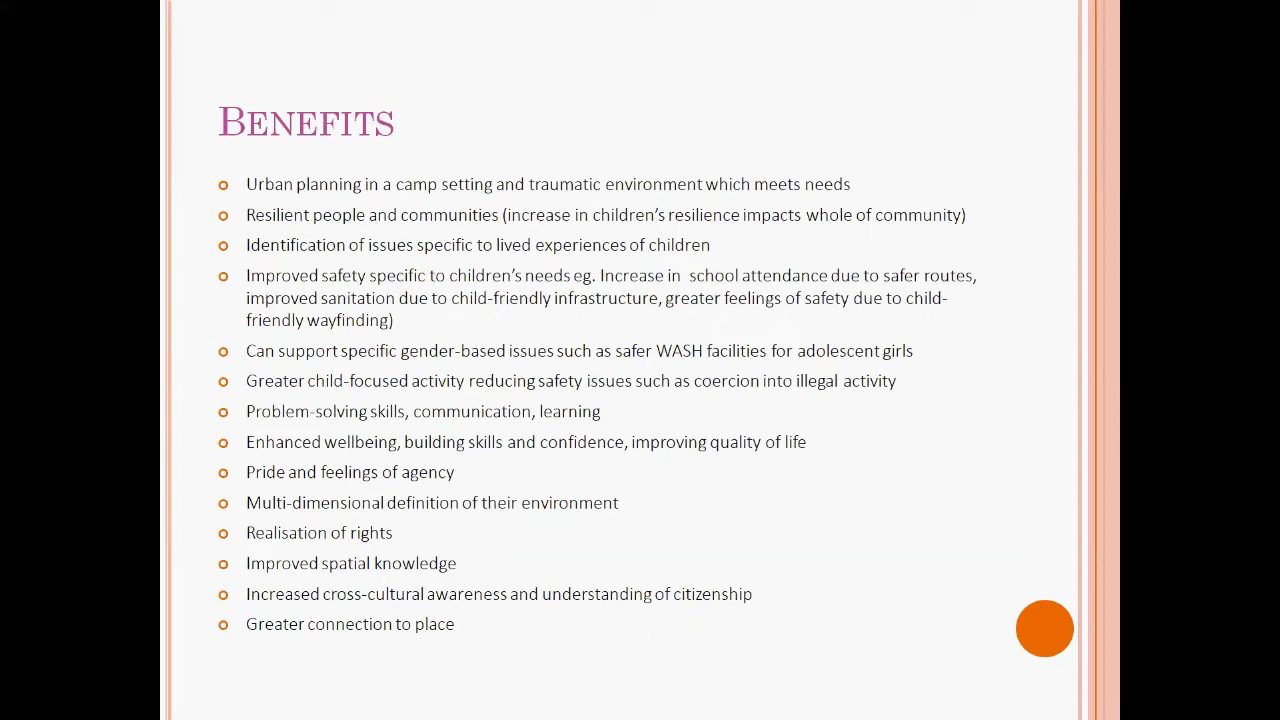 BENEFITS
Urban planning in a camp setting and traumatic environment which meets needs
Resilient people and communities (increase in children's resilience impacts whole of community)
Identification of issues specific to lived experiences of children
Improved safety specific to children's needs eg. Increase in school attendance due to safer routes,
improved sanitation due to child-friendly infrastructure, greater feelings of safety due to child-
friendly wayfinding)
Can support specific gender-based issues such as safer WASH facilities for adolescent girls
Greater child-focused activity reducing safety issues such as coercion into illegal activity
Problem-solving skills, communication, learning
Enhanced wellbeing, building skills and confidence, improving quality of life
Pride and feelings of agency
Multi-dimensional definition of their environment
Realisation of rights
Improved spatial knowledge
Increased cross-cultural awareness and understanding of citizenship
Greater connection to place